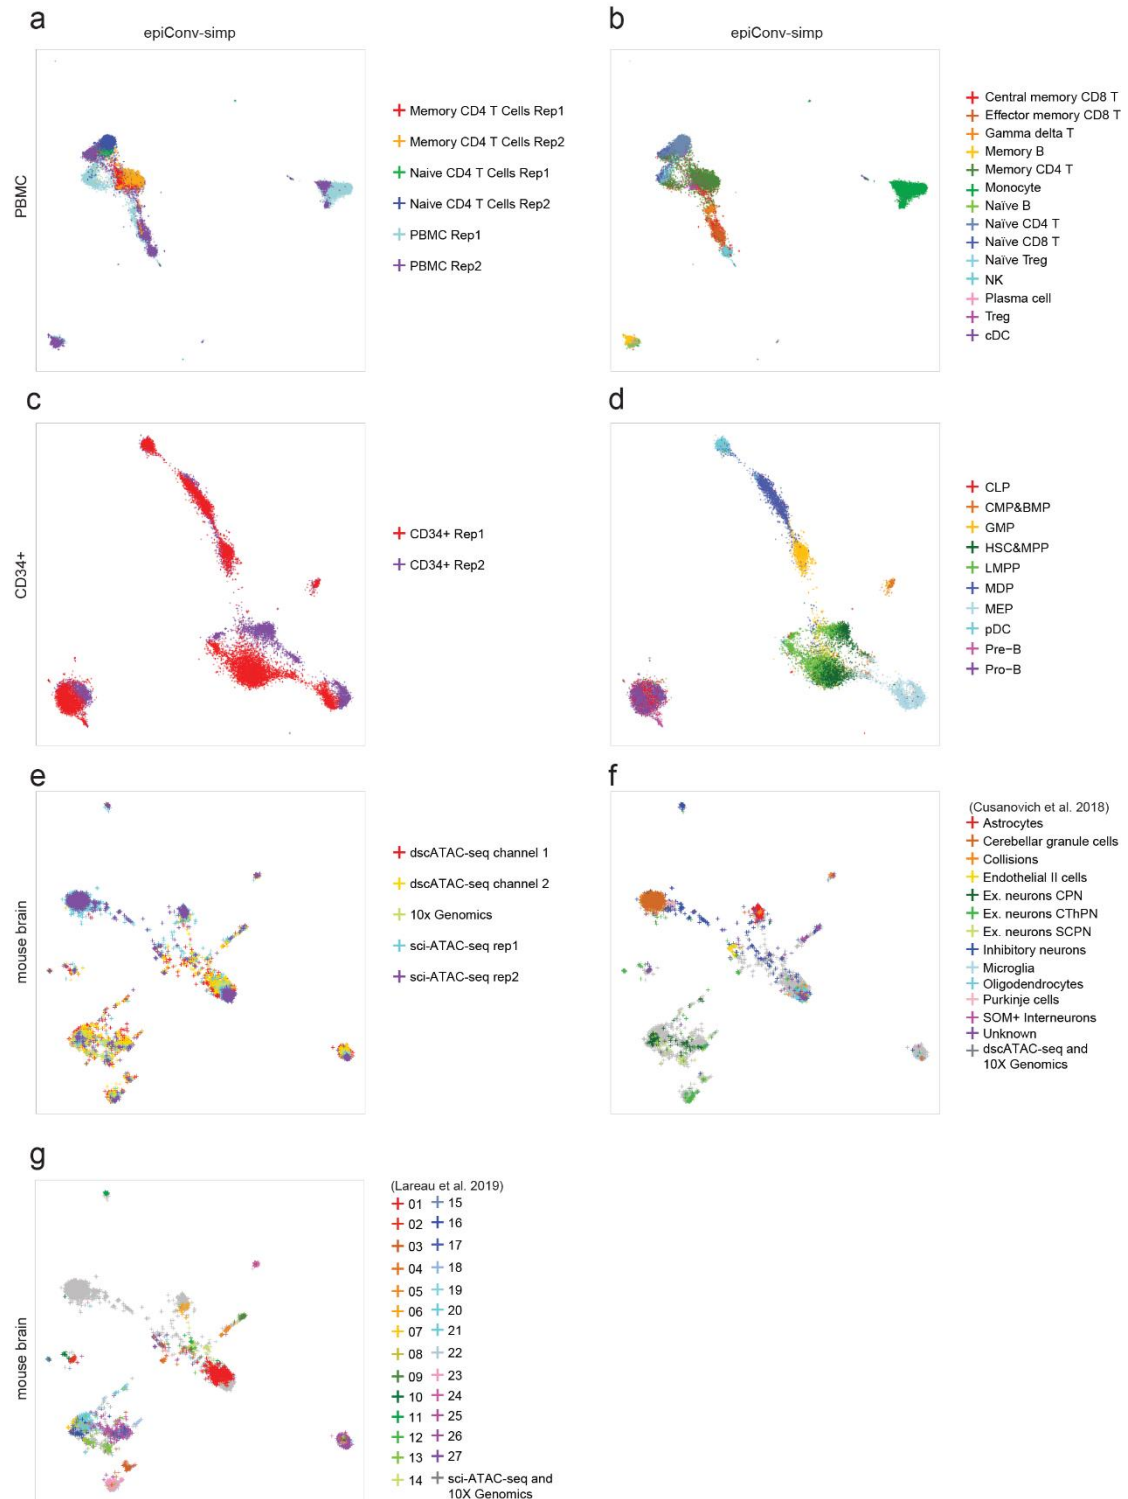 a
epiConv-simp
PBMC
Memory CD4 T Cells Rep1
Memory CD4 T Cells Rep2
Naive CD4 T Cells Rep1
Naive CD4 T Cells Rep2
PBMC Rep1
PBMC Rep2
b
epiConv-simp
Central memory CD8 T
Effector memory CD8 T
Gamma delta T
Memory B
Memory CD4 T
Monocyte
Naïve B
Naïve CD4 T
Naïve CD8 T
Naïve Treg
NK
Plasma cell
Treg
cDC
c
CD34+
CD34+ Rep1
CD34+ Rep2
d
CLP
CMP&BMP
GMP
HSC&MPP
LMPP
MDP
MEP
pDC
Pre-B
Pro-B
e
mouse brain
dscATAC-seq channel 1
dscATAC-seq channel 2
10x Genomics
sci-ATAC-seq rep1
sci-ATAC-seq rep2
f
(Cusanovich et al. 2018)
Astrocytes
Cerebellar granule cells
Collisions
Endothelial II cells
Ex. neurons CPN
Ex. neurons CThPN
Ex. neurons SCPN
Inhibitory neurons
Microglia
Oligodendrocytes
Purkinje cells
SOM+ Interneurons
Unknown
dscATAC-seq and
10X Genomics
g
mouse brain
(Lareau et al. 2019)
01 15
02 16
03 17
04 18
05 19
06 20
07 21
08 22
09 23
10 24
11 25
12 26
13 27
14 sci-ATAC-seq and
10X Genomics